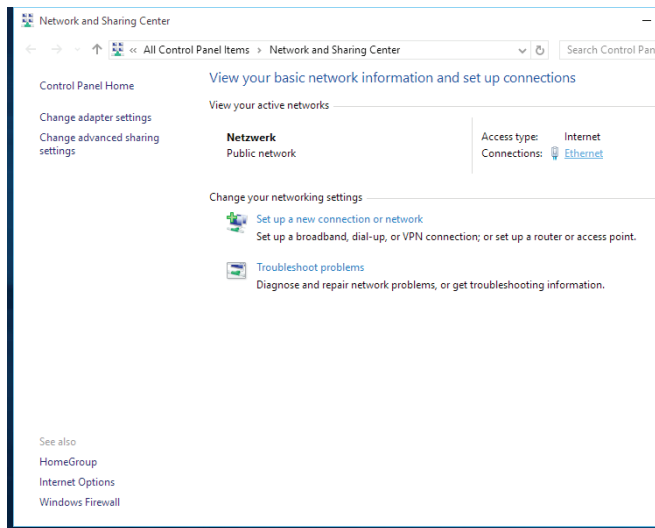 Network and Sharing Center
« All Control Panel Items > Network and Sharing Center
Search Control Pan
Control Panel Home
Change adapter settings
Change advanced sharing
settings
View your basic network information and set up connections
View your active networks
Netzwerk
Public network
Access type: Internet
Connections: Ethernet
Change your networking settings
Set up a new connection or network
Set up a broadband, dial-up, or VPN connection; or set up a router or access point.
Troubleshoot problems
Diagnose and repair network problems, or get troubleshooting information.
See also
HomeGroup
Internet Options
Windows Firewall